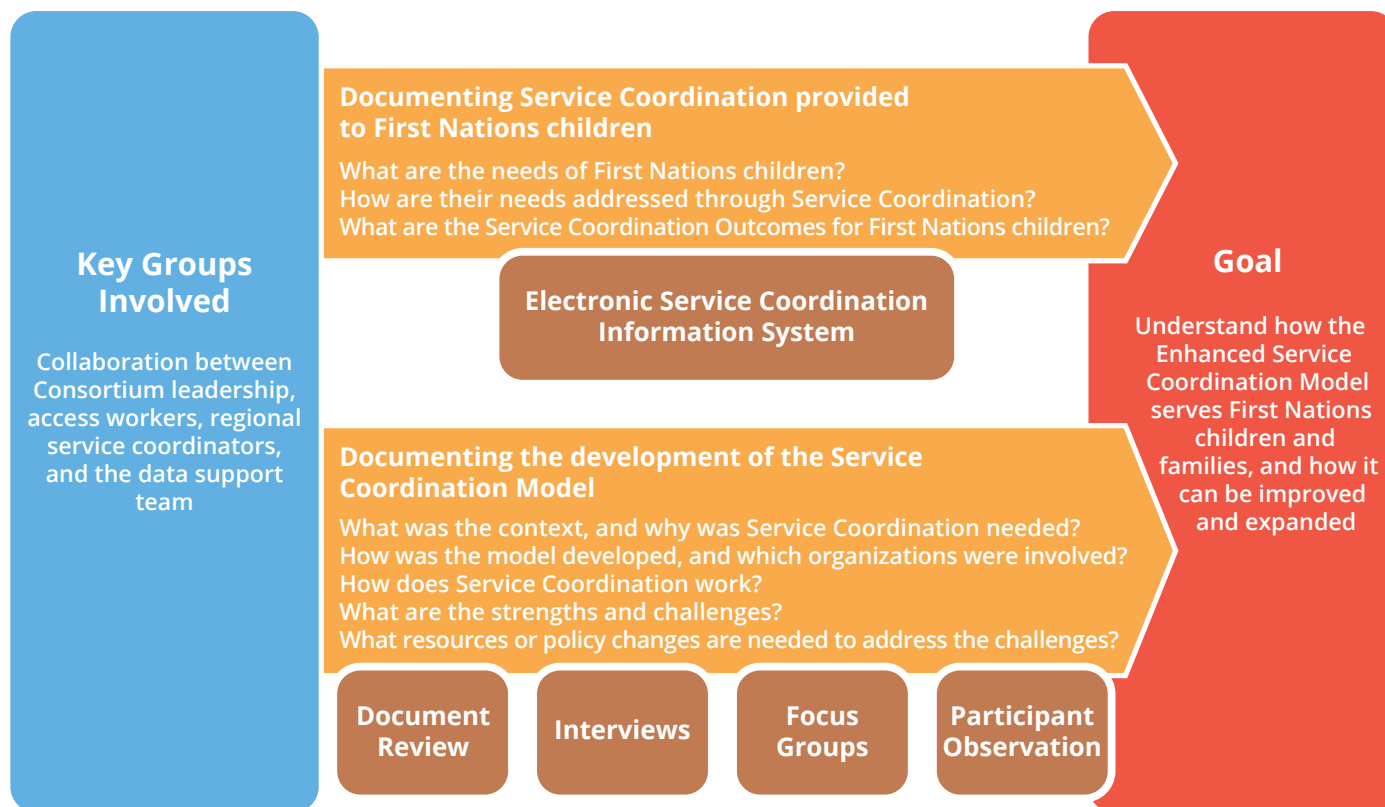 Key Groups
Involved
Collaboration between
Consortium leadership,
access workers, regional
service coordinators,
and the data support
team
Documenting Service Coordination provided
to First Nations children
What are the needs of First Nations children?
How are their needs addressed through Service Coordination?
What are the Service Coordination Outcomes for First Nations children?
Electronic Service Coordination
Information System
Documenting the development of the Service
Coordination Model
What was the context, and why was Service Coordination needed?
How was the model developed, and which organizations were involved?
How does Service Coordination work?
What are the strengths and challenges?
What resources or policy changes are needed to address the challenges?
Document
Review
Interviews
Focus
Groups
Participant
Observation
Goal
Understand how the
Enhanced Service
Coordination Model
serves First Nations
children and
families, and how it
can be improved
and expanded